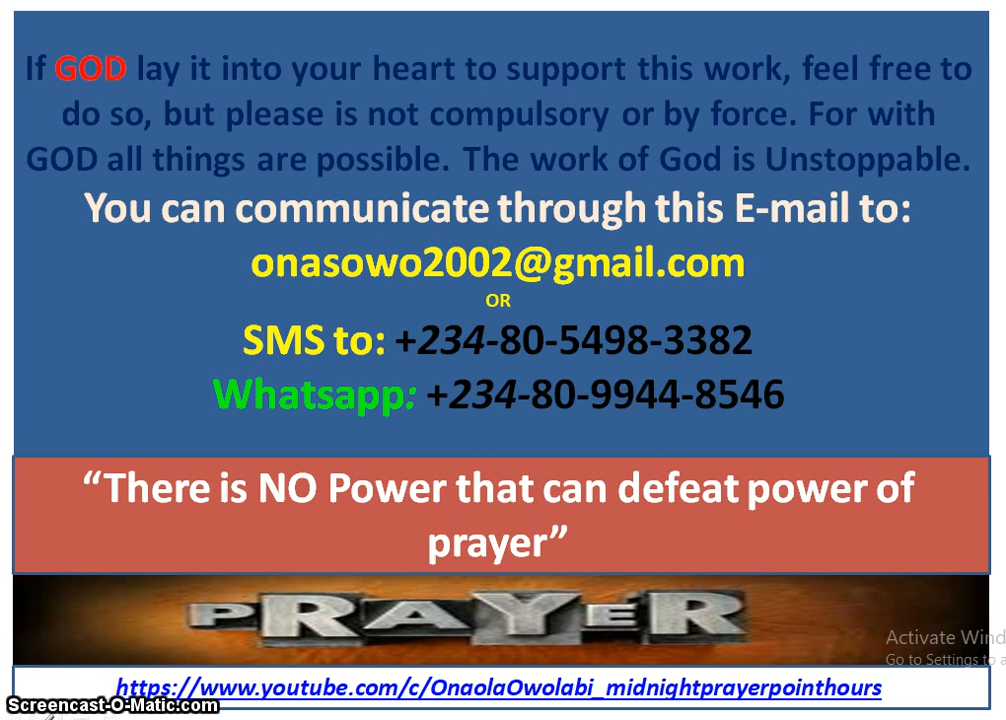 If GOD lay it into your heart to support this work, feel free to
do so, but please is not compulsory or by force. For with
GOD all things are possible. The work of God is Unstoppable.
You can communicate through this E-mail to:
onasowo2002@gmail.com
OR
SMS to: +234-80-5498-3382
Whatsapp: +234-80-9944-8546
“There is NO Power that can defeat power of
prayer”
PRAYER
Activate Wind
Go to Settings to a
https://www.youtube.com/c/OnaolaOwolabi_midnightprayerpointhours
Screencast-O-Matic.com